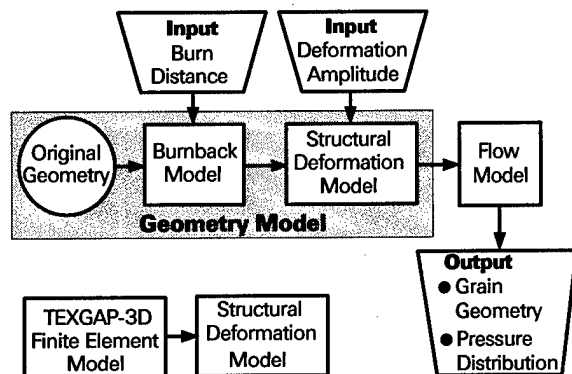 Input
Burn
Distance
Input
Deformation
Amplitude
Original
Geometry
Burnback
Model
Structural
Deformation
Model
Flow
Model
Geometry Model
Output
● Grain
Geometry
● Pressure
Distribution
TEXGAP-3D
Finite Element
Model
Structural
Deformation
Model